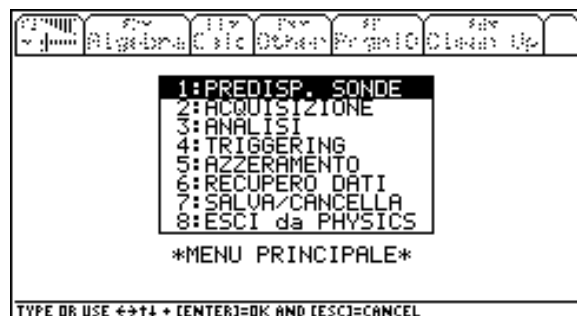 Algebra Calc Other PrgmIO Clean Up
1:PREDISP. SONDE
2:ACQUISIZIONE
3:ANALISI
4:TRIGGERING
5:AZZERAMENTO
6:RECUPERO DATI
7:SALVA/CANCELLA
8:ESCI da PHYSICS
*MENU PRINCIPALE*
TYPE OR USE ←→↑↓ + [ENTER]=OK AND [ESC]=CANCEL